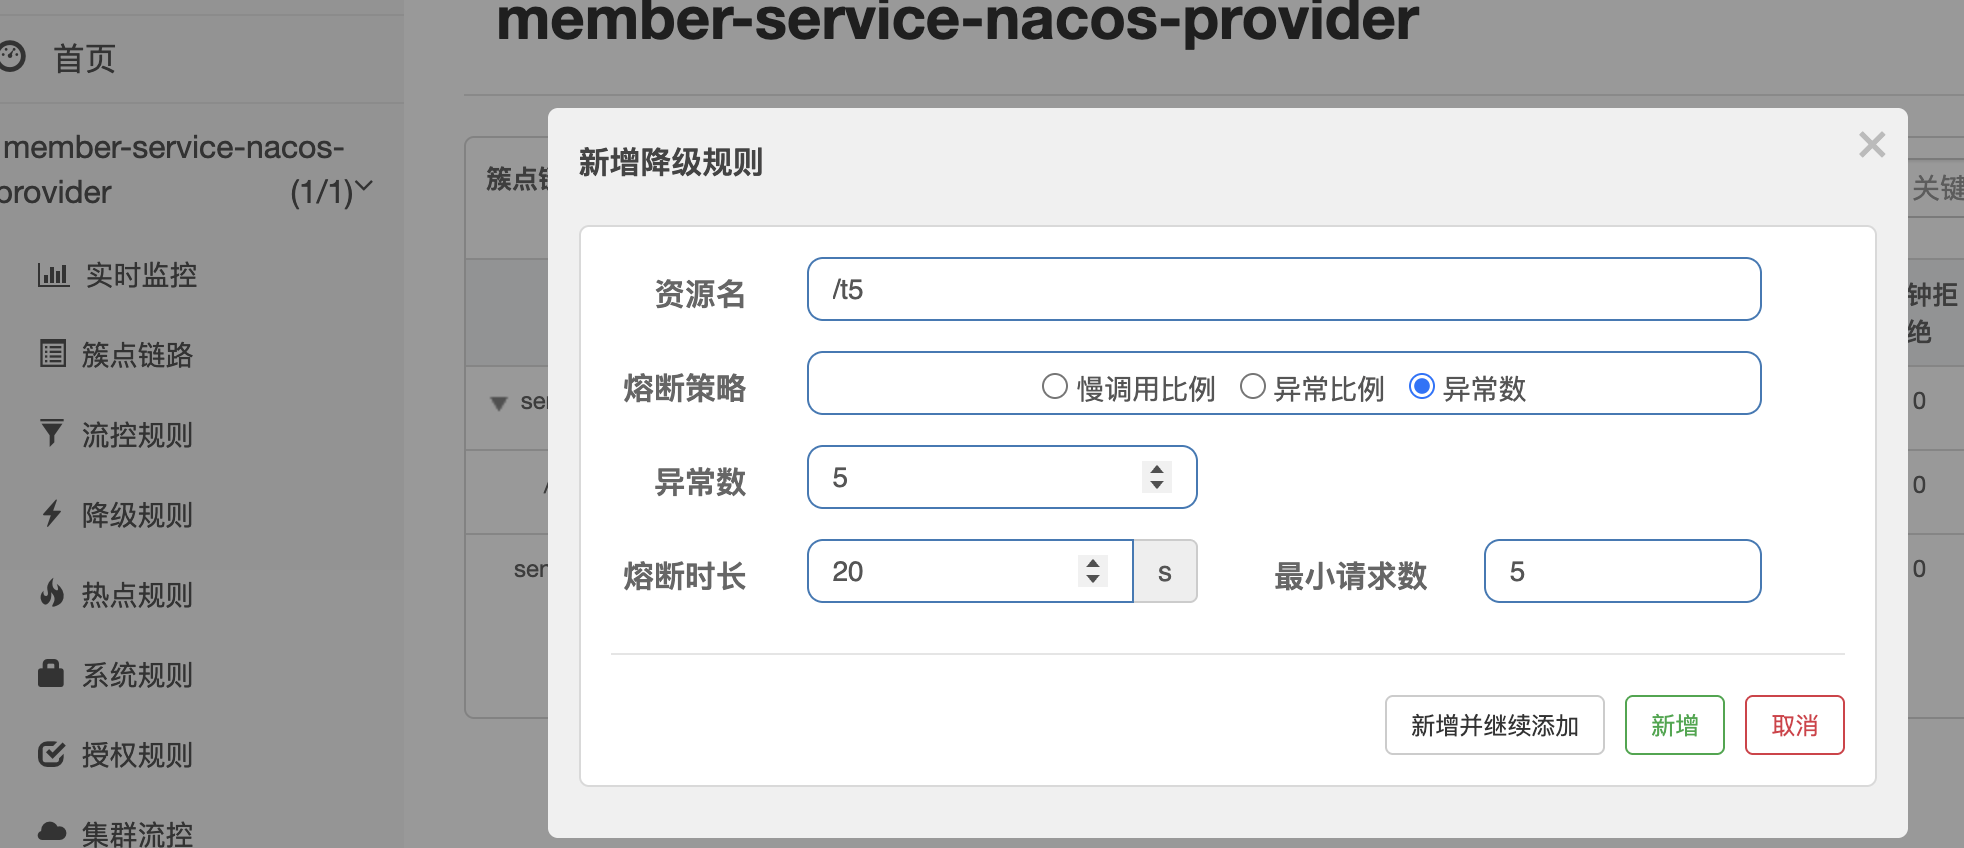 member-service-nacos-provider
首页
member-service-nacos-
provider (1/1)
实时监控
簇点链路
流控规则
降级规则
热点规则
系统规则
授权规则
集群流控
簇点
关键
钟拒
绝
0
0
0
新增降级规则
资源名 /t5
熔断策略 慢调用比例 异常比例 异常数
异常数 5
熔断时长 20 s 最小请求数 5
新增并继续添加 新增 取消